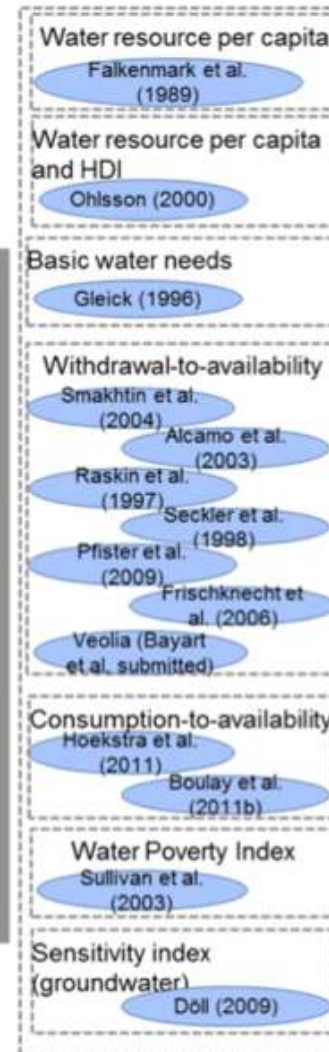 Water resource per capita
Falkenmark et al.
(1989)
Water resource per capita
and HDI
Ohlsson (2000)
Basic water needs
Gleick (1996)
Withdrawal-to-availability
Smakhtin et al.
(2004)
Alcamo et al.
(2003)
Raskin et al.
(1997)
Seckler et al.
(1998)
Pfister et al.
(2009)
Frischknecht et
al. (2006)
Veolia (Bayart
et al. submitted)
Consumption-to-availability
Hoekstra et al.
(2011)
Boulay et al.
(2011b)
Water Poverty Index
Sullivan et al.
(2003)
Sensitivity index
(groundwater)
Döll (2009)